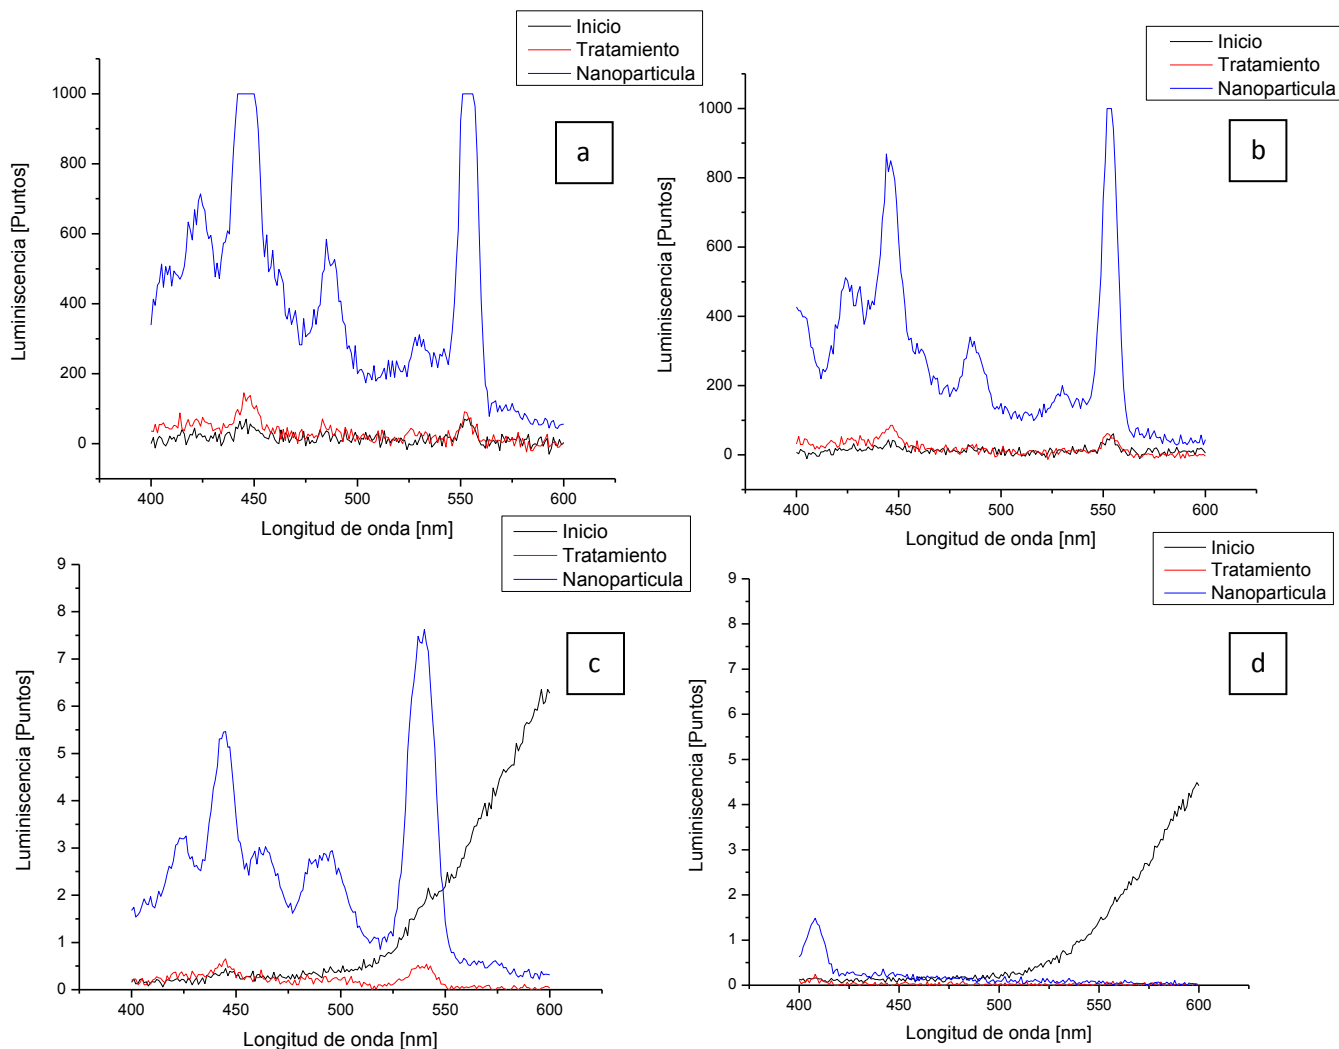 Inicio
Tratamiento
Nanoparticula
a
Luminiscencia [Puntos]
1000
800
600
400
200
0
400
450
500
550
600
Longitud de onda [nm]
Inicio
Tratamiento
Nanoparticula
b
Luminiscencia [Puntos]
1000
800
600
400
200
0
400
450
500
550
600
Longitud de onda [nm]
Inicio
Tratamiento
Nanoparticula
c
Luminiscencia [Puntos]
9
8
7
6
5
4
3
2
1
0
400
450
500
550
600
Longitud de onda [nm]
Inicio
Tratamiento
Nanoparticula
d
Luminiscencia [Puntos]
9
8
7
6
5
4
3
2
1
0
400
450
500
550
600
Longitud de onda [nm]